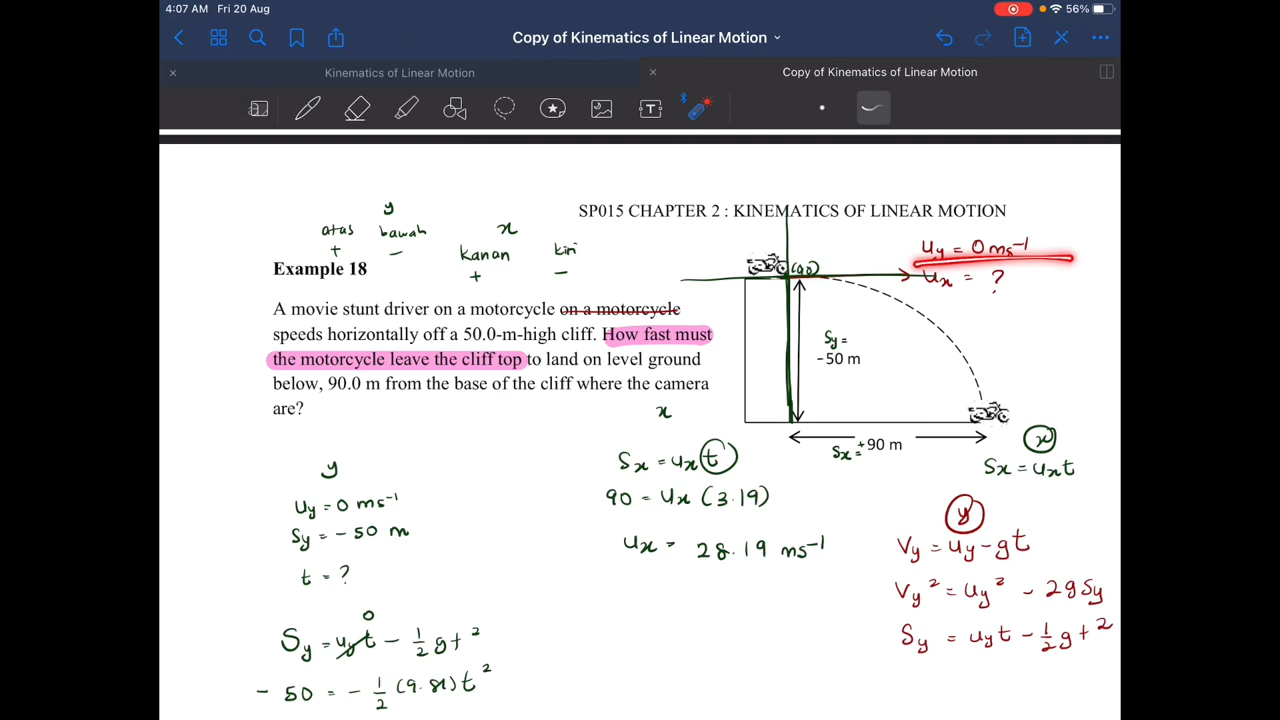 4:07 AM Fri 20 Aug
56%
Copy of Kinematics of Linear Motion
Kinematics of Linear Motion
Copy of Kinematics of Linear Motion
SP015 CHAPTER 2 : KINEMATICS OF LINEAR MOTION
y
atas bawah
+ −
x
kanan kiri
+ −
Example 18
A movie stunt driver on a motorcycle on a motorcycle
speeds horizontally off a 50.0-m-high cliff. How fast must
the motorcycle leave the cliff top to land on level ground
below, 90.0 m from the base of the cliff where the camera
are?
uy = 0 ms⁻¹
ux = ?
Sy =
-50 m
Sx = +90 m
x
Sx = uxt
90 = ux (3.19)
ux = 28.19 ms⁻¹
x
Sx = uxt
y
Vy = uy − gt
Vy² = uy² − 2gSy
Sy = uyt − ½gt²
y
uy = 0 ms⁻¹
Sy = − 50 m
t = ?
0
Sy = uyt − ½gt²
− 50 = − ½ (9.81)t²